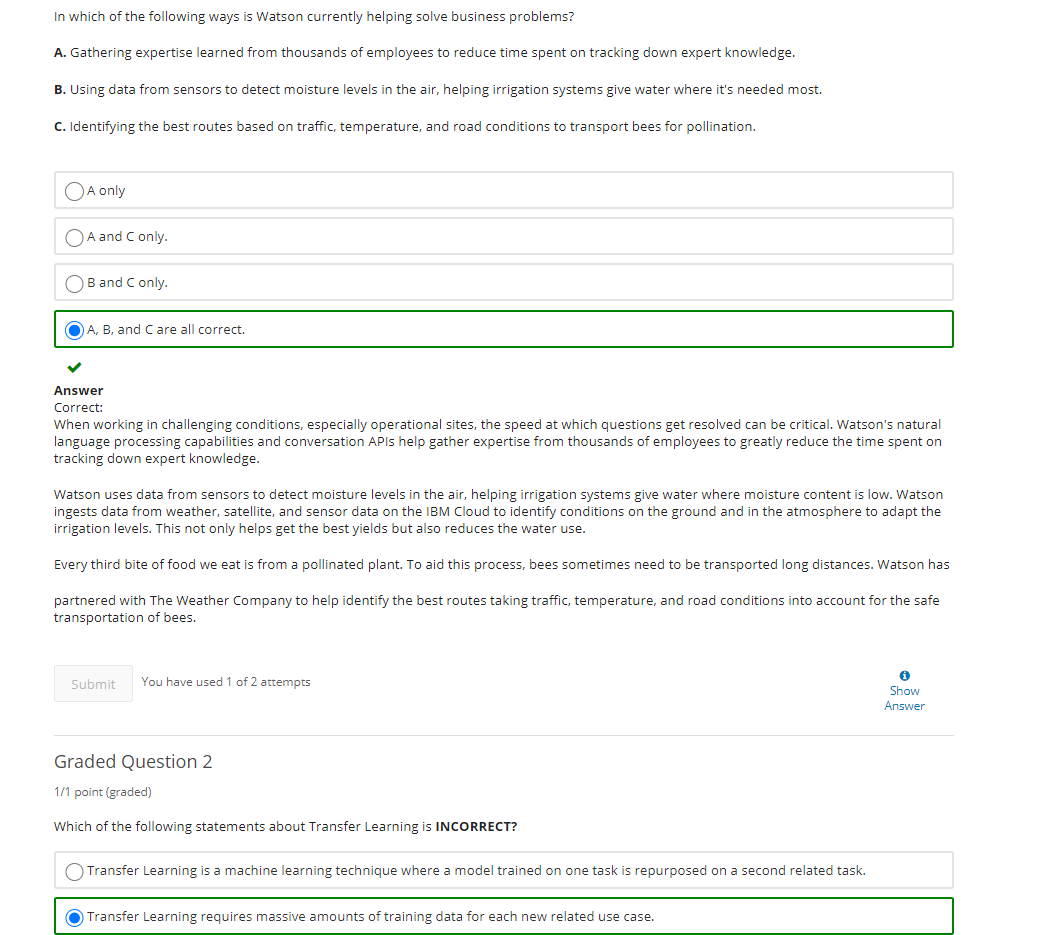 In which of the following ways is Watson currently helping solve business problems?
A. Gathering expertise learned from thousands of employees to reduce time spent on tracking down expert knowledge.
B. Using data from sensors to detect moisture levels in the air, helping irrigation systems give water where it's needed most.
C. Identifying the best routes based on traffic, temperature, and road conditions to transport bees for pollination.
A only
A and C only.
B and C only.
A, B, and C are all correct.
Answer
Correct:
When working in challenging conditions, especially operational sites, the speed at which questions get resolved can be critical. Watson's natural
language processing capabilities and conversation APIs help gather expertise from thousands of employees to greatly reduce the time spent on
tracking down expert knowledge.
Watson uses data from sensors to detect moisture levels in the air, helping irrigation systems give water where moisture content is low. Watson
ingests data from weather, satellite, and sensor data on the IBM Cloud to identify conditions on the ground and in the atmosphere to adapt the
irrigation levels. This not only helps get the best yields but also reduces the water use.
Every third bite of food we eat is from a pollinated plant. To aid this process, bees sometimes need to be transported long distances. Watson has
partnered with The Weather Company to help identify the best routes taking traffic, temperature, and road conditions into account for the safe
transportation of bees.
Submit
You have used 1 of 2 attempts
Show
Answer
Graded Question 2
1/1 point (graded)
Which of the following statements about Transfer Learning is INCORRECT?
Transfer Learning is a machine learning technique where a model trained on one task is repurposed on a second related task.
Transfer Learning requires massive amounts of training data for each new related use case.